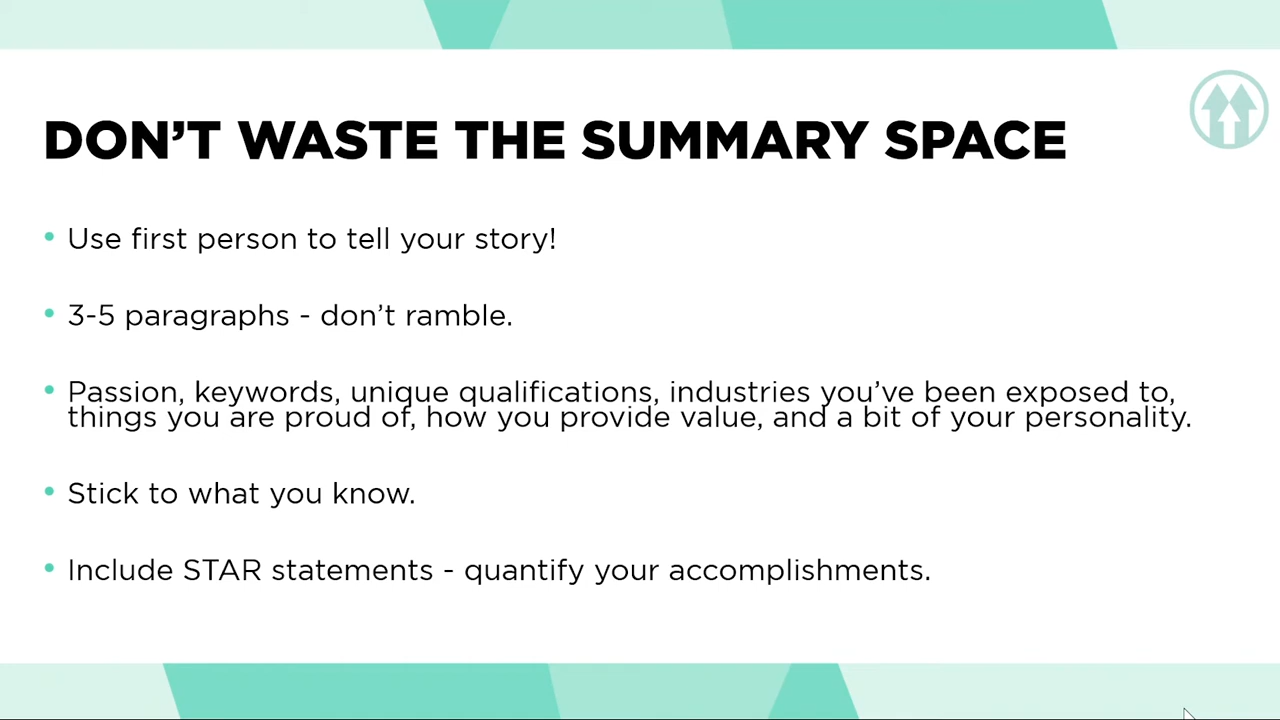 DON’T WASTE THE SUMMARY SPACE
• Use first person to tell your story!
• 3-5 paragraphs - don’t ramble.
• Passion, keywords, unique qualifications, industries you’ve been exposed to,
things you are proud of, how you provide value, and a bit of your personality.
• Stick to what you know.
• Include STAR statements - quantify your accomplishments.